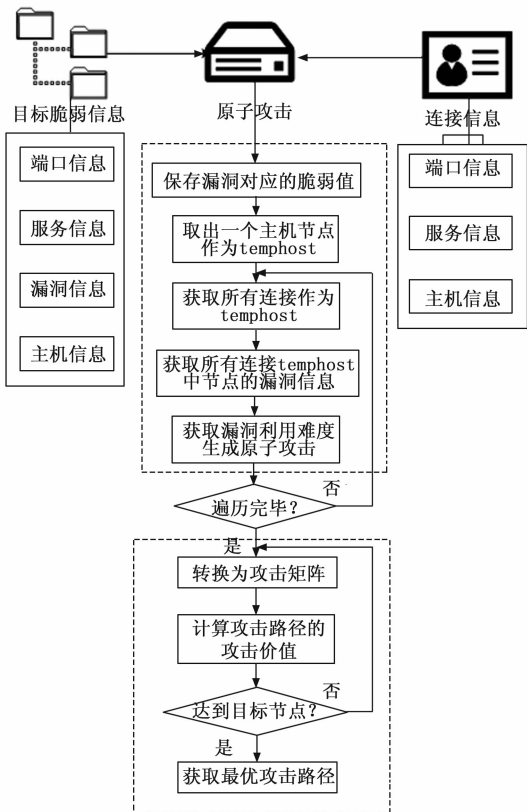 目标脆弱信息
端口信息
服务信息
漏洞信息
主机信息
原子攻击
保存漏洞对应的脆弱值
取出一个主机节点
作为temphost
获取所有连接作为
temphost
获取所有连接temphost
中节点的漏洞信息
获取漏洞利用难度
生成原子攻击
遍历完毕?
否
是
转换为攻击矩阵
计算攻击路径的
攻击价值
达到目标节点?
否
是
获取最优攻击路径
连接信息
端口信息
服务信息
主机信息